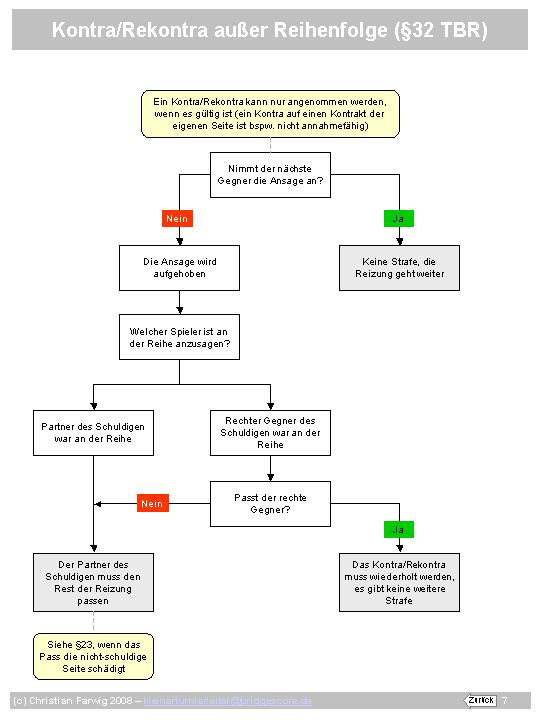 Kontra/Rekontra außer Reihenfolge (§32 TBR)
Ein Kontra/Rekontra kann nur angenommen werden,
wenn es gültig ist (ein Kontra auf einen Kontrakt der
eigenen Seite ist bspw. nicht annahmefähig)
Nimmt der nächste
Gegner die Ansage an?
Nein
Ja
Die Ansage wird
aufgehoben
Keine Strafe, die
Reizung geht weiter
Welcher Spieler ist an
der Reihe anzusagen?
Partner des Schuldigen
war an der Reihe
Rechter Gegner des
Schuldigen war an der
Reihe
Passt der rechte
Gegner?
Nein
Ja
Der Partner des
Schuldigen muss den
Rest der Reizung
passen
Das Kontra/Rekontra
muss wiederholt werden,
es gibt keine weitere
Strafe
Siehe §23, wenn das
Pass die nicht-schuldige
Seite schädigt
(c) Christian Farwig 2008 – kleinerturnierleiter@bridgescore.de
Zurück 7